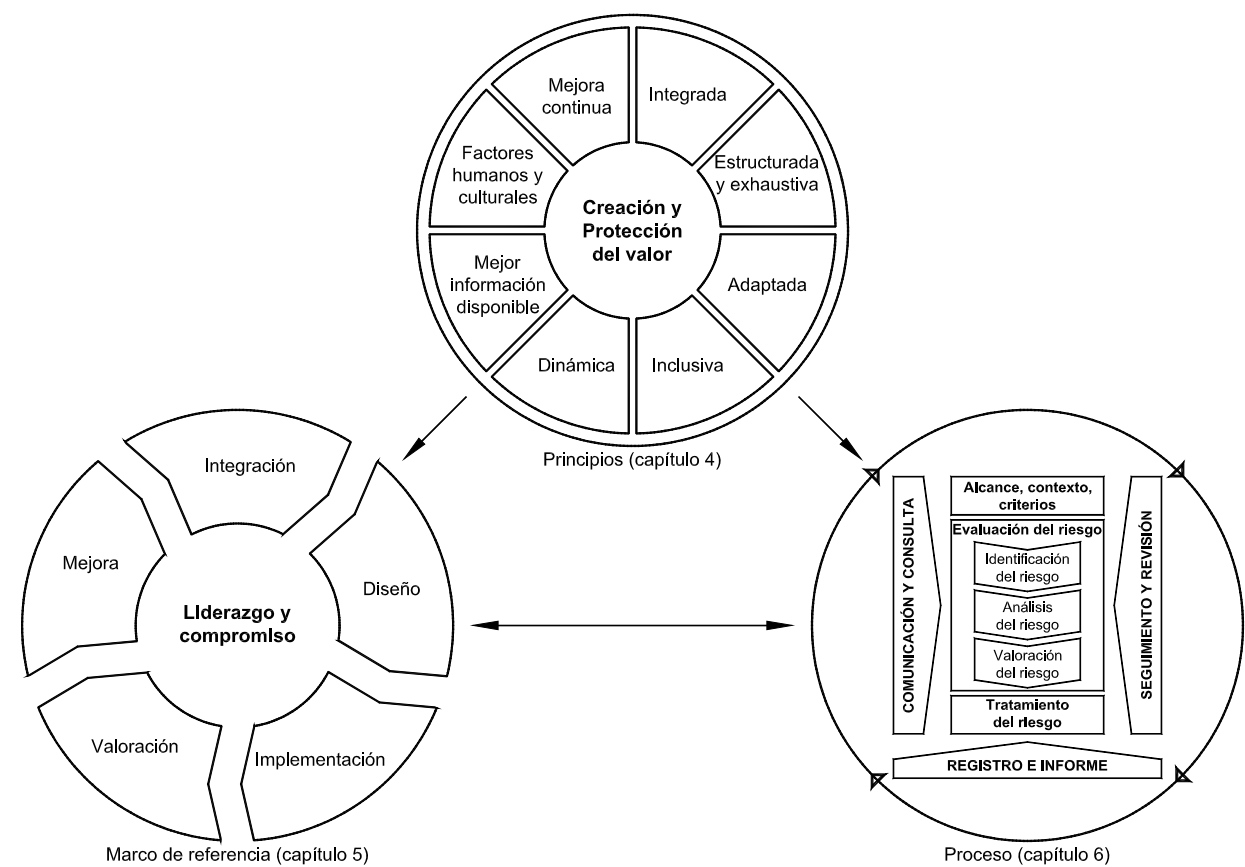 Mejora
continua
Integrada
Estructurada
y exhaustiva
Adaptada
Inclusiva
Dinámica
Mejor
información
disponible
Factores
humanos y
culturales
Creación y
Protección
del valor
Principios (capítulo 4)
Integración
Diseño
Implementación
Valoración
Mejora
LIderazgo y
compromIso
Marco de referencia (capítulo 5)
COMUNICACIÓN Y CONSULTA
Alcance, contexto,
criterios
Evaluación del riesgo
Identificación
del riesgo
Análisis
del riesgo
Valoración
del riesgo
Tratamiento
del riesgo
SEGUIMIENTO Y REVISIÓN
REGISTRO E INFORME
Proceso (capítulo 6)